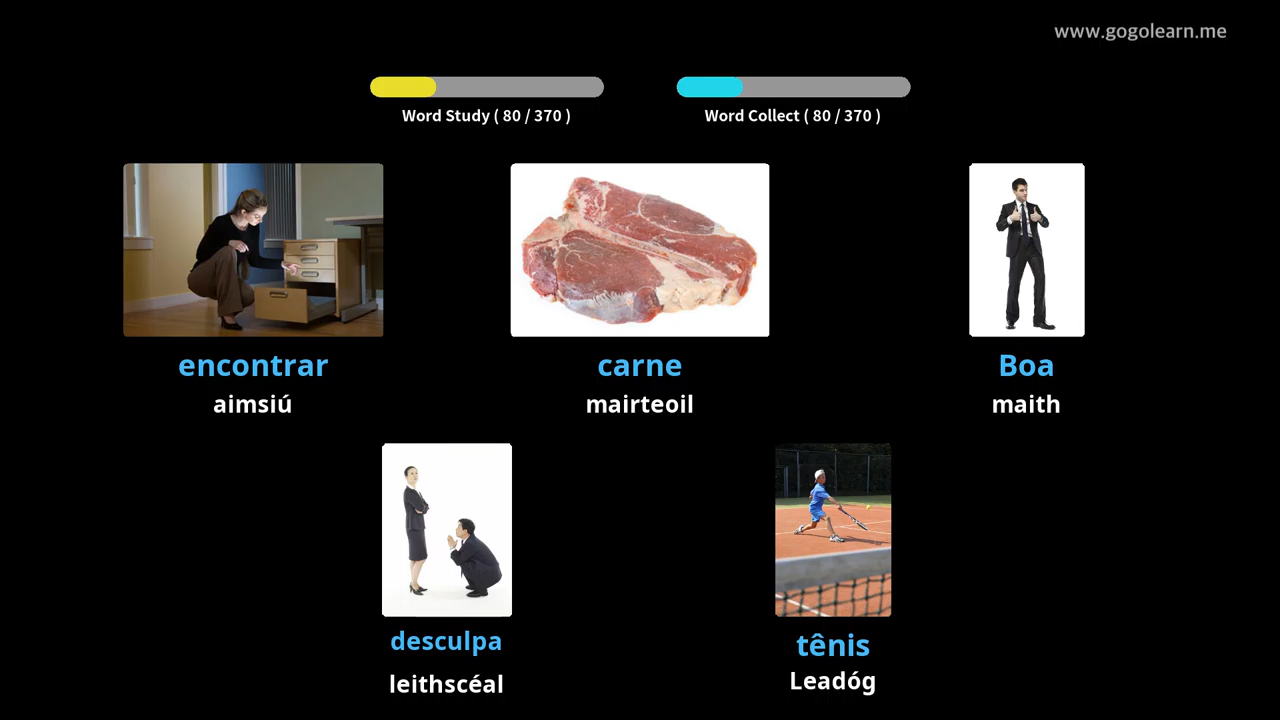 www.gogolearn.me
Word Study ( 80 / 370 )
Word Collect ( 80 / 370 )
encontrar
aimsiú
carne
mairteoil
Boa
maith
desculpa
leithscéal
tênis
Leadóg